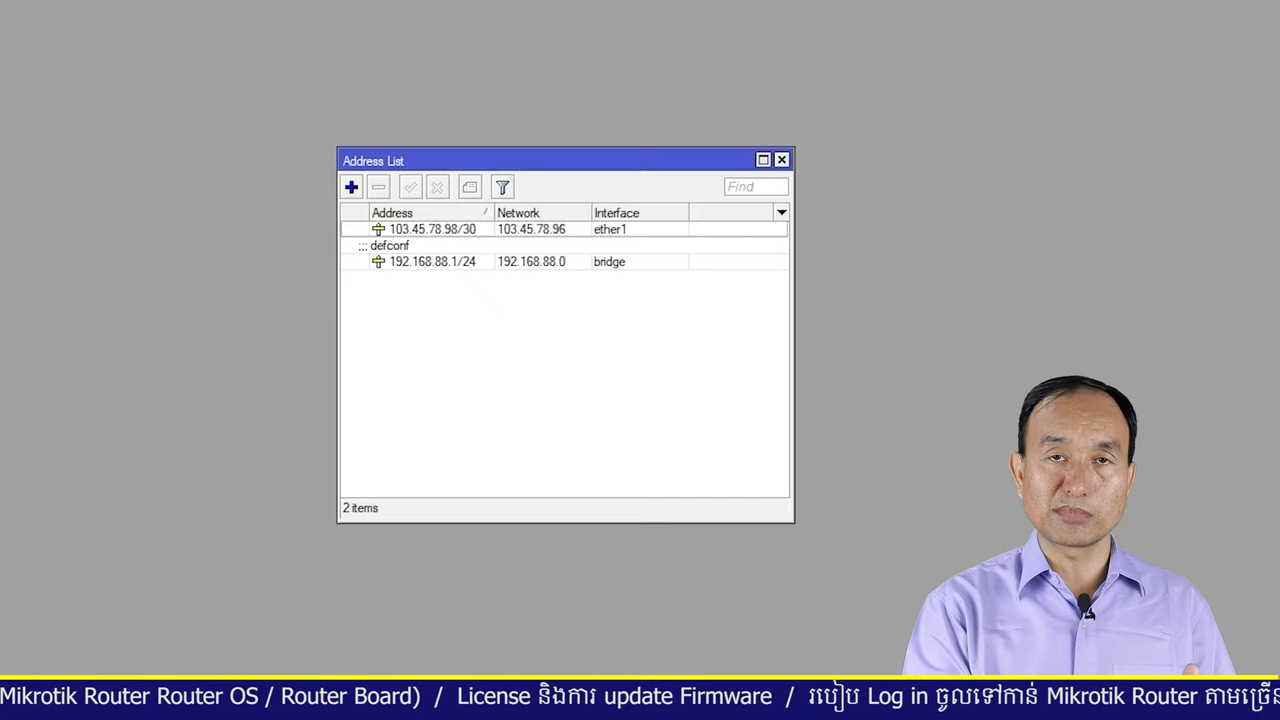 Address List
Find
Address Network Interface
103.45.78.98/30 103.45.78.96 ether1
;;; defconf
192.168.88.1/24 192.168.88.0 bridge
2 items
Mikrotik Router Router OS / Router Board) / License និងការ update Firmware / របៀប Log in ចូលទៅកាន់ Mikrotik Router តាមច្រើន